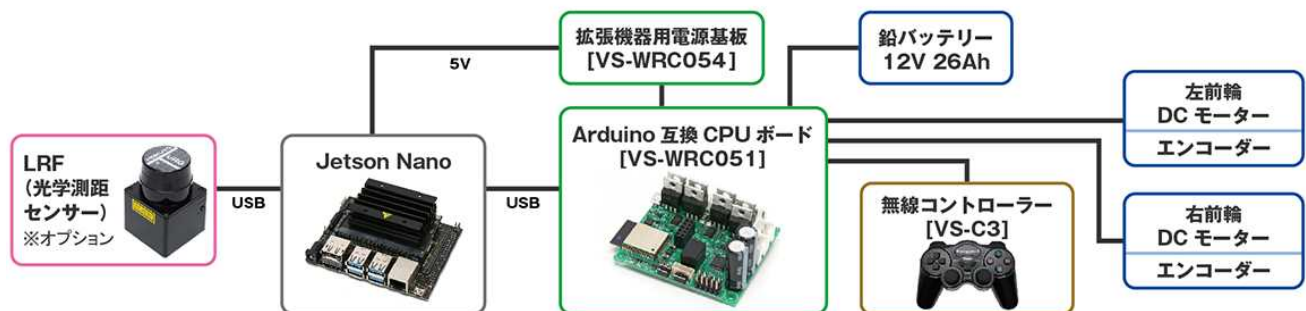 拡張機器用電源基板
[VS-WRC054]
鉛バッテリー
12V 26Ah
5V
左前輪
DC モーター
エンコーダー
LRF
(光学測距
センサー)
※オプション
USB
Jetson Nano
USB
Arduino 互換 CPU ボード
[VS-WRC051]
無線コントローラー
[VS-C3]
右前輪
DC モーター
エンコーダー